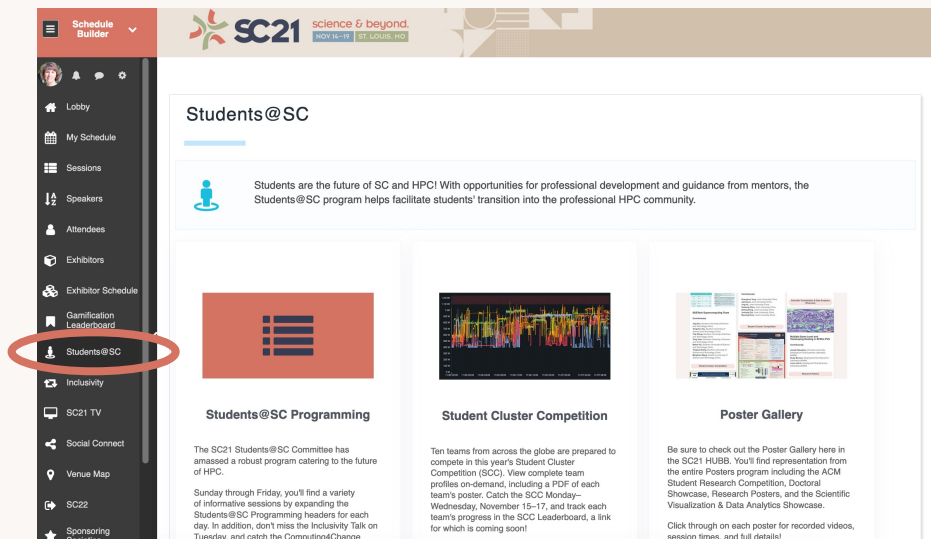 Schedule
Builder
SC21
science & beyond.
NOV 14–19 ST. LOUIS, MO
Lobby
My Schedule
Sessions
Speakers
Attendees
Exhibitors
Exhibitor Schedule
Gamification
Leaderboard
Students@SC
Inclusivity
SC21 TV
Social Connect
Venue Map
SC22
Sponsoring
Students@SC
Students are the future of SC and HPC! With opportunities for professional development and guidance from mentors, the
Students@SC program helps facilitate students' transition into the professional HPC community.
Students@SC Programming
The SC21 Students@SC Committee has
amassed a robust program catering to the future
of HPC.
Sunday through Friday, you'll find a variety
of informative sessions by expanding the
Students@SC Programming headers for each
day. In addition, don't miss the Inclusivity Talk on
Tuesday, and catch the Computing4Change
Student Cluster Competition
Ten teams from across the globe are prepared to
compete in this year's Student Cluster
Competition (SCC). View complete team
profiles on-demand, including a PDF of each
team's poster. Catch the SCC Monday–
Wednesday, November 15–17, and track each
team's progress in the SCC Leaderboard, a link
for which is coming soon!
Poster Gallery
Be sure to check out the Poster Gallery here in
the SC21 HUBB. You'll find representation from
the entire Posters program including the ACM
Student Research Competition, Doctoral
Showcase, Research Posters, and the Scientific
Visualization & Data Analytics Showcase.
Click through on each poster for recorded videos,
session times, and full details!